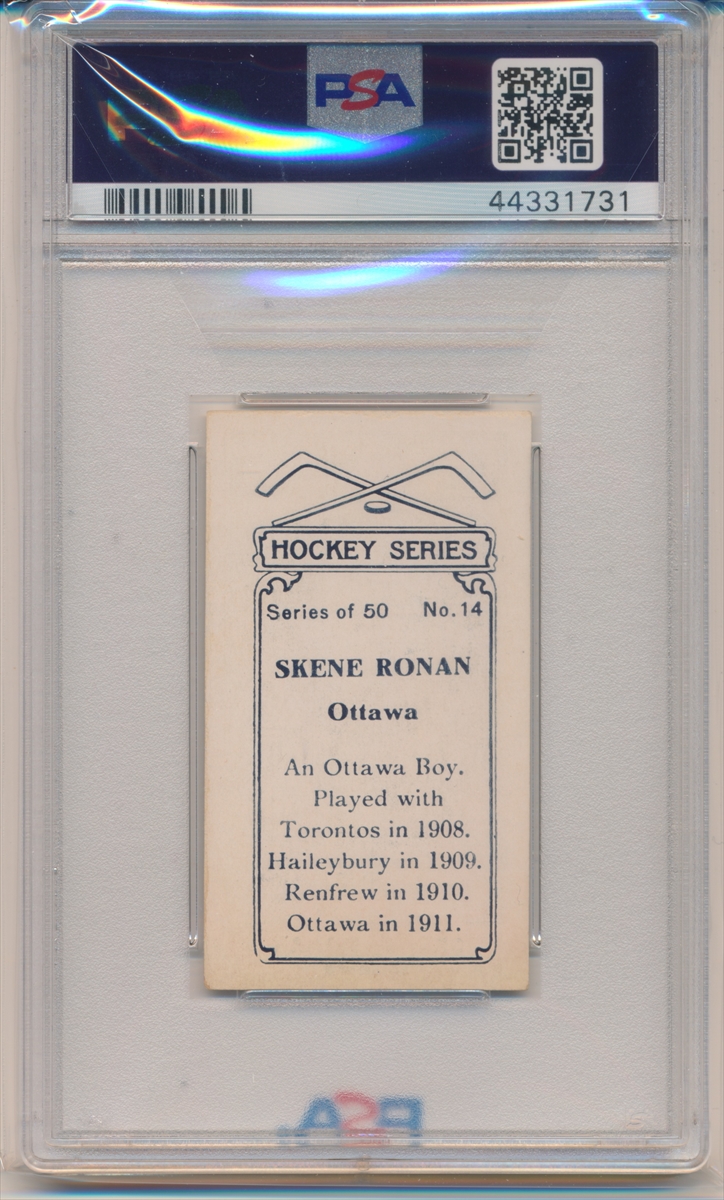 PSA
44331731
HOCKEY SERIES
Series of 50 No.14
SKENE RONAN
Ottawa
An Ottawa Boy.
Played with
Torontos in 1908.
Haileybury in 1909.
Renfrew in 1910.
Ottawa in 1911.
PSA